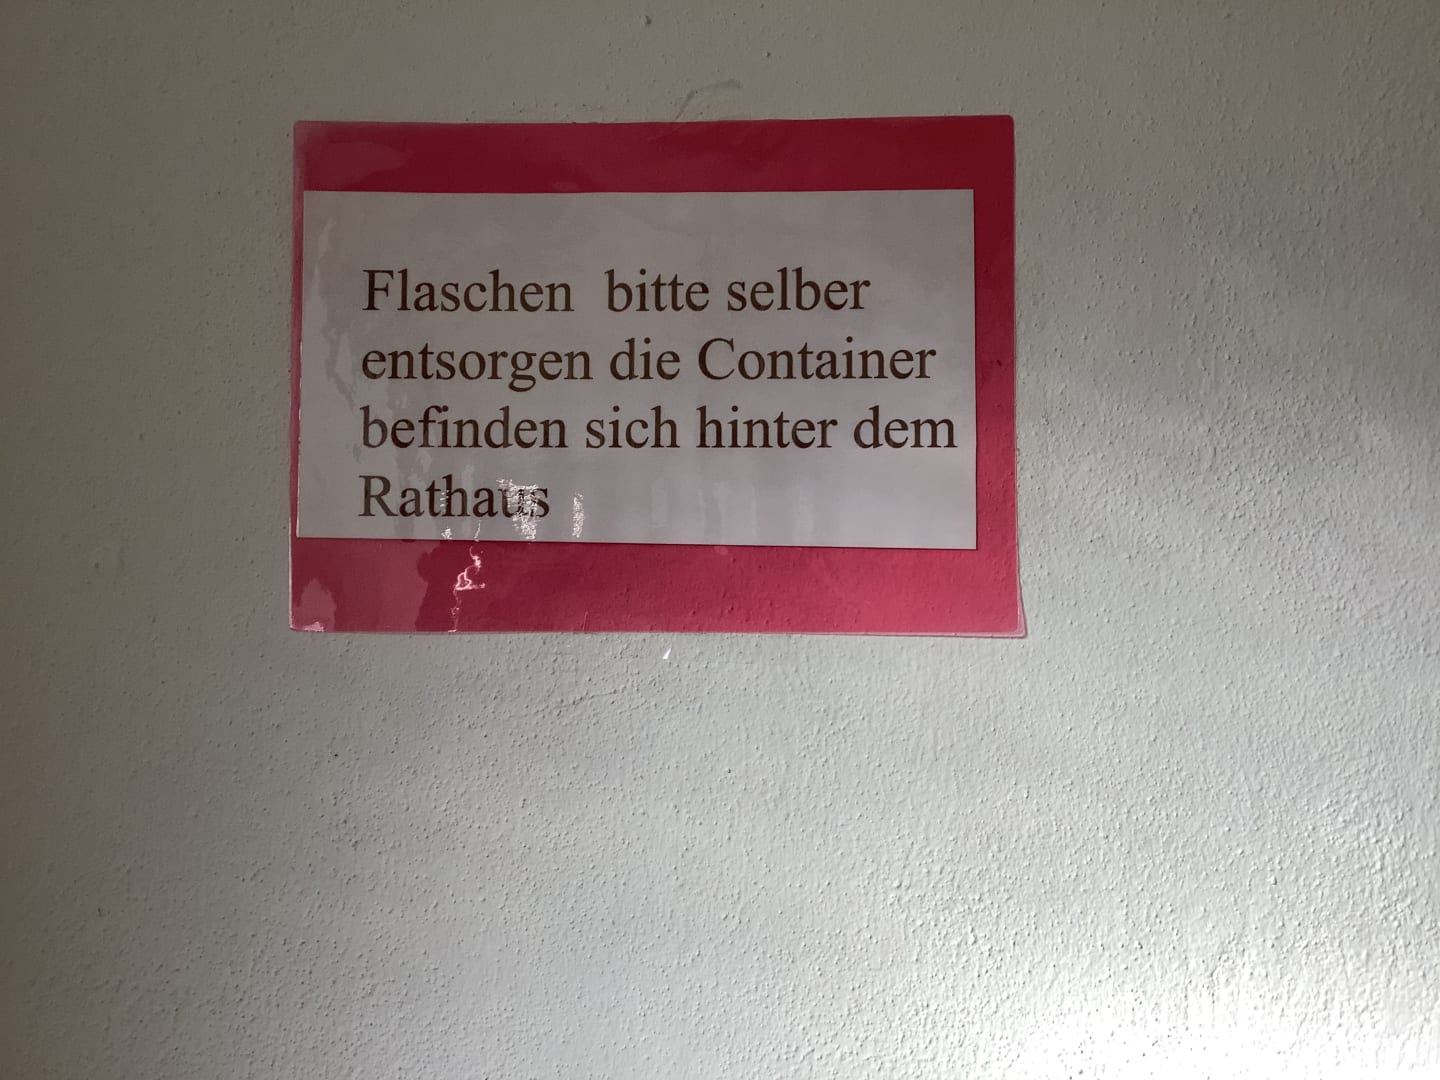 Flaschen  bitte selber
entsorgen die Container
befinden sich hinter dem
Rathaus